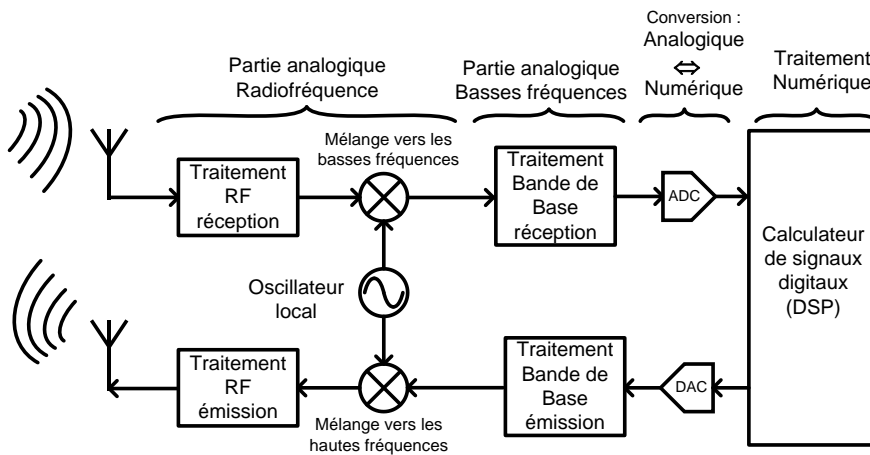 Conversion :
Analogique
⇔
Numérique
Partie analogique
Radiofréquence
Partie analogique
Basses fréquences
Traitement
Numérique
Mélange vers les
basses fréquences
Traitement
RF
réception
Traitement
Bande de
Base
réception
ADC
Calculateur
de signaux
digitaux
(DSP)
Oscillateur
local
Traitement
RF
émission
Mélange vers les
hautes fréquences
Traitement
Bande de
Base
émission
DAC